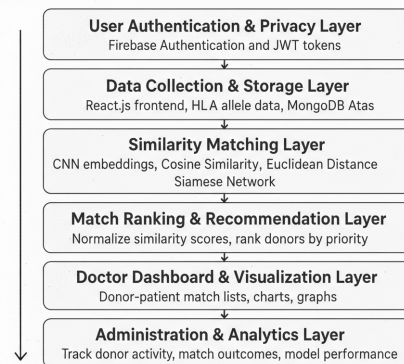 User Authentication & Privacy Layer
Firebase Authentication and JWT tokens
Data Collection & Storage Layer
React.js frontend, HLA allele data, MongoDB Atas
Similarity Matching Layer
CNN embeddings, Cosine Similarity, Euclidean Distance
Siamese Network
Match Ranking & Recommendation Layer
Normalize similarity scores, rank donors by priority
Doctor Dashboard & Visualization Layer
Donor-patient match lists, charts, graphs
Administration & Analytics Layer
Track donor activity, match outcomes, model performance